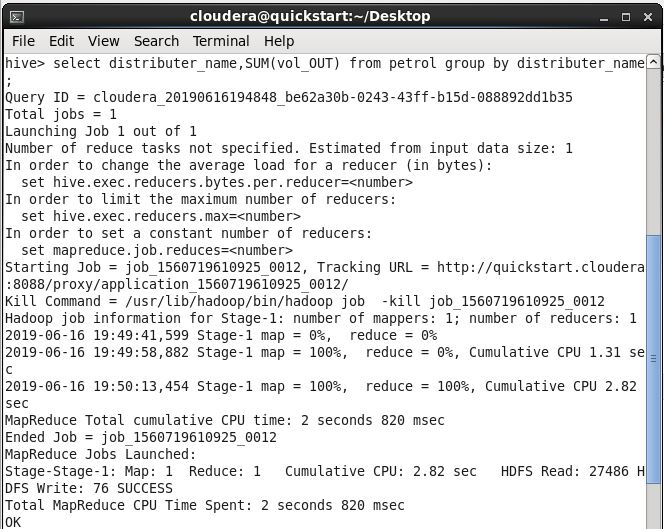 cloudera@quickstart:~/Desktop
File Edit View Search Terminal Help
hive> select distributer_name,SUM(vol_OUT) from petrol group by distributer_name
;
Query ID = cloudera_20190616194848_be62a30b-0243-43ff-b15d-088892dd1b35
Total jobs = 1
Launching Job 1 out of 1
Number of reduce tasks not specified. Estimated from input data size: 1
In order to change the average load for a reducer (in bytes):
  set hive.exec.reducers.bytes.per.reducer=<number>
In order to limit the maximum number of reducers:
  set hive.exec.reducers.max=<number>
In order to set a constant number of reducers:
  set mapreduce.job.reduces=<number>
Starting Job = job_1560719610925_0012, Tracking URL = http://quickstart.cloudera
:8088/proxy/application_1560719610925_0012/
Kill Command = /usr/lib/hadoop/bin/hadoop job  -kill job_1560719610925_0012
Hadoop job information for Stage-1: number of mappers: 1; number of reducers: 1
2019-06-16 19:49:41,599 Stage-1 map = 0%,  reduce = 0%
2019-06-16 19:49:58,882 Stage-1 map = 100%,  reduce = 0%, Cumulative CPU 1.31 se
c
2019-06-16 19:50:13,454 Stage-1 map = 100%,  reduce = 100%, Cumulative CPU 2.82
sec
MapReduce Total cumulative CPU time: 2 seconds 820 msec
Ended Job = job_1560719610925_0012
MapReduce Jobs Launched:
Stage-Stage-1: Map: 1  Reduce: 1   Cumulative CPU: 2.82 sec   HDFS Read: 27486 H
DFS Write: 76 SUCCESS
Total MapReduce CPU Time Spent: 2 seconds 820 msec
OK